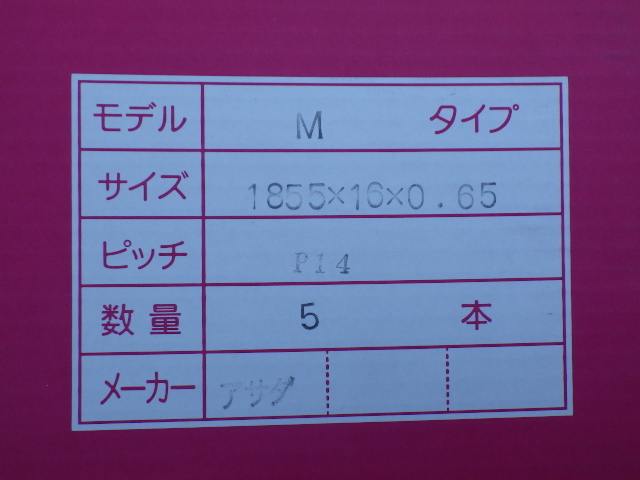 モデル M タイプ
サイズ 1855×16×0.65
ピッチ P14
数量 5 本
メーカー アサダ